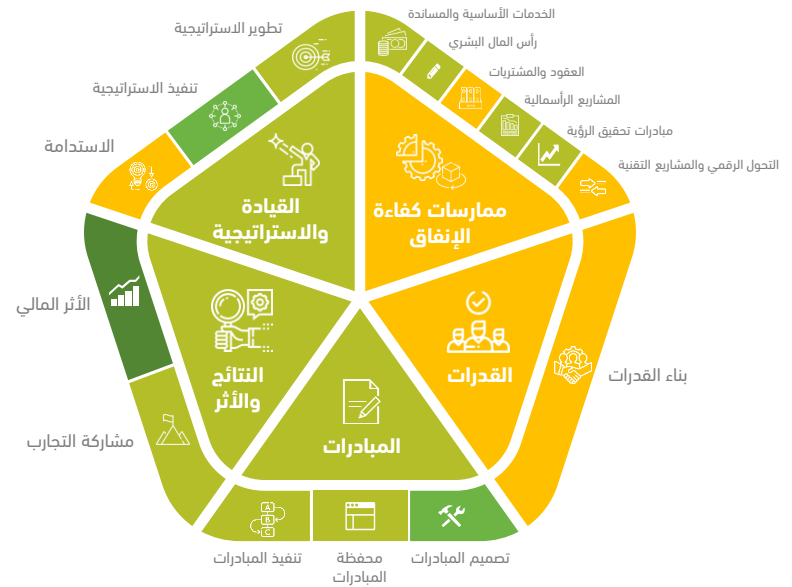 الخدمات الأساسية والمساندة
رأس المال البشري
العقود والمشتريات
المشاريع الرأسمالية
مبادرات تحقيق الرؤية
التحول الرقمي والمشاريع التقنية
تطوير الاستراتيجية
تنفيذ الاستراتيجية
الاستدامة
ممارسات كفاءة
الإنفاق
القيادة
والاستراتيجية
الأثر المالي
النتائج
والأثر
القدرات
بناء القدرات
مشاركة التجارب
المبادرات
A
B
C
تصميم المبادرات
محفظة
المبادرات
تنفيذ المبادرات